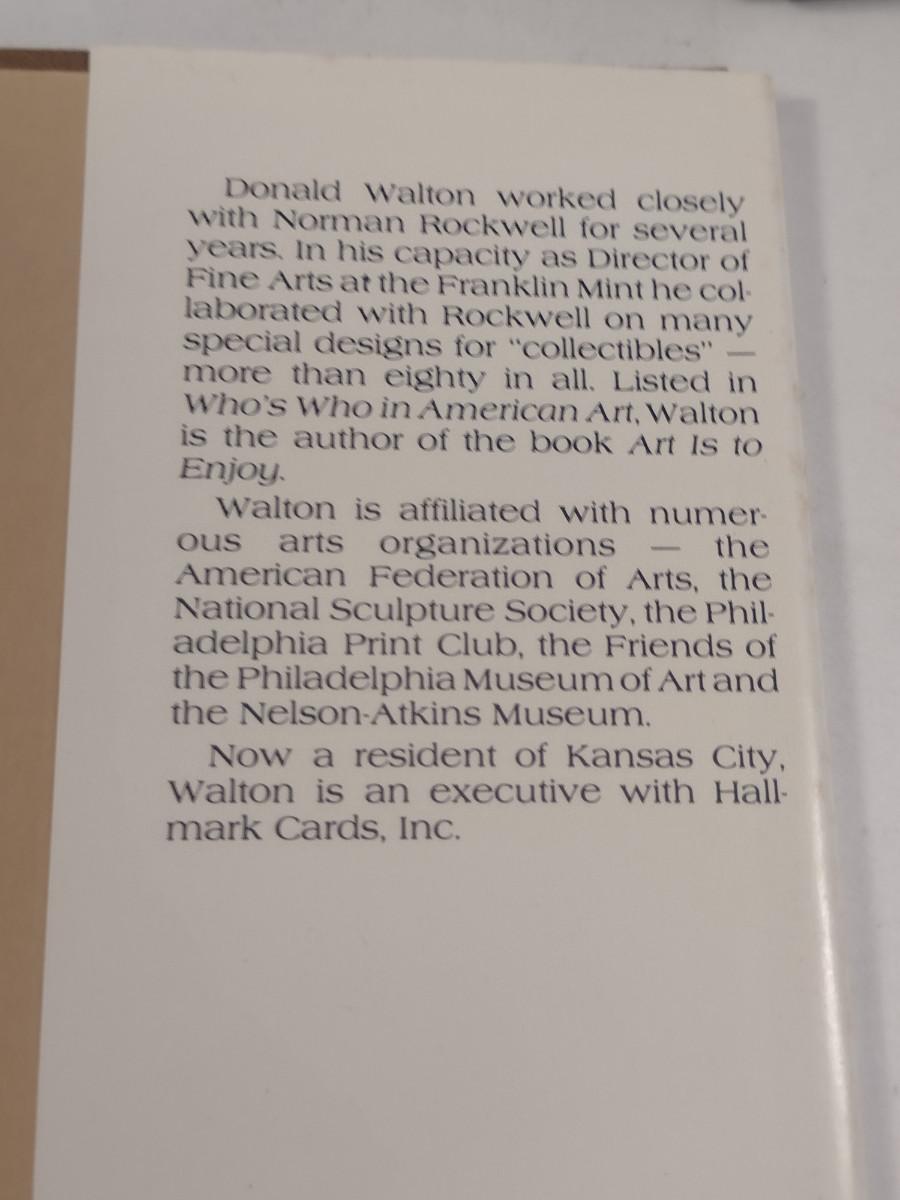 Donald Walton worked closely
with Norman Rockwell for several
years. In his capacity as Director of
Fine Arts at the Franklin Mint he col-
laborated with Rockwell on many
special designs for "collectibles" —
more than eighty in all. Listed in
Who's Who in American Art, Walton
is the author of the book Art Is to
Enjoy.
Walton is affiliated with numer-
ous arts organizations — the
American Federation of Arts, the
National Sculpture Society, the Phil-
adelphia Print Club, the Friends of
the Philadelphia Museum of Art and
the Nelson-Atkins Museum.
Now a resident of Kansas City,
Walton is an executive with Hall-
mark Cards, Inc.